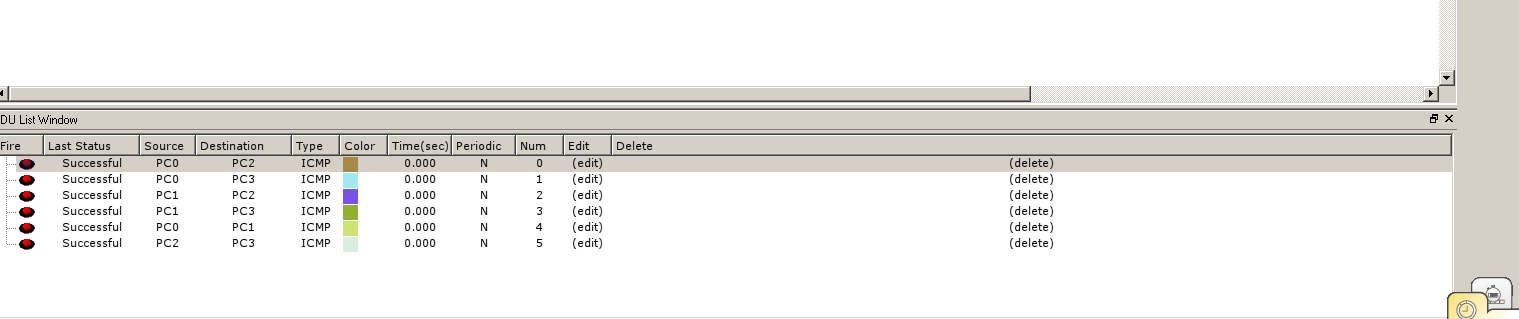 DU List Window
Fire Last Status Source Destination Type Color Time(sec) Periodic Num Edit Delete
Successful PC0 PC2 ICMP 0.000 N 0 (edit) (delete)
Successful PC0 PC3 ICMP 0.000 N 1 (edit) (delete)
Successful PC1 PC2 ICMP 0.000 N 2 (edit) (delete)
Successful PC1 PC3 ICMP 0.000 N 3 (edit) (delete)
Successful PC0 PC1 ICMP 0.000 N 4 (edit) (delete)
Successful PC2 PC3 ICMP 0.000 N 5 (edit) (delete)